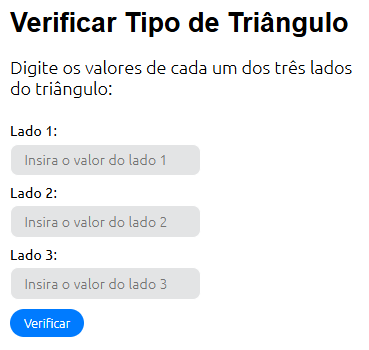 Verificar Tipo de Triângulo
Digite os valores de cada um dos três lados
do triângulo:
Lado 1:
Insira o valor do lado 1
Lado 2:
Insira o valor do lado 2
Lado 3:
Insira o valor do lado 3
Verificar